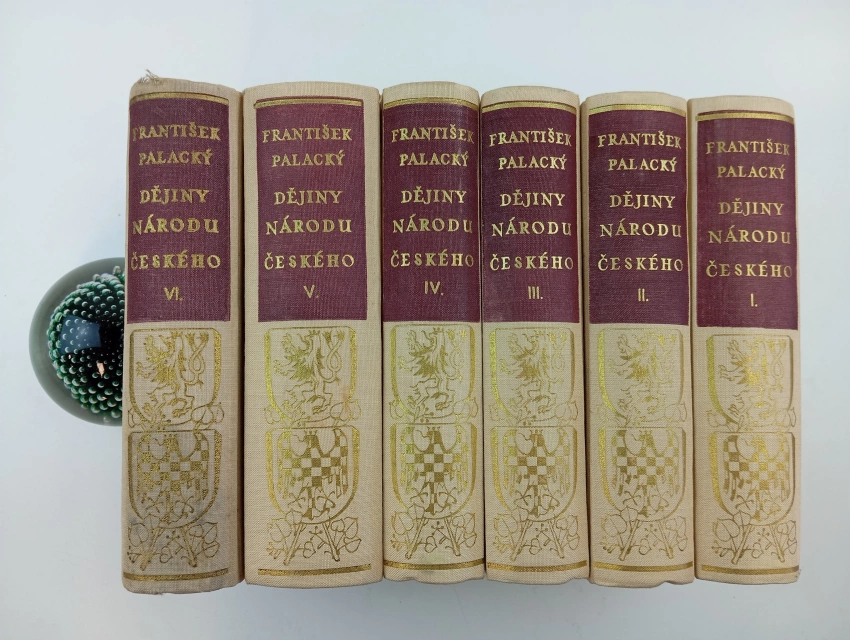 FRANTIŠEK
PALACKÝ
DĚJINY
NÁRODU
ČESKÉHO
VI.
FRANTIŠEK
PALACKÝ
DĚJINY
NÁRODU
ČESKÉHO
V.
FRANTIŠEK
PALACKÝ
DĚJINY
NÁRODU
ČESKÉHO
IV.
FRANTIŠEK
PALACKÝ
DĚJINY
NÁRODU
ČESKÉHO
III.
FRANTIŠEK
PALACKÝ
DĚJINY
NÁRODU
ČESKÉHO
II.
FRANTIŠEK
PALACKÝ
DĚJINY
NÁRODU
ČESKÉHO
I.